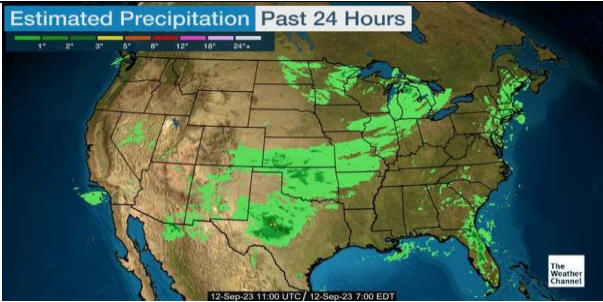 Estimated Precipitation Past 24 Hours
1" 2" 3" 5" 8" 12" 18" 24"+
The
Weather
Channel
12-Sep-23 11:00 UTC / 12-Sep-23 7:00 EDT